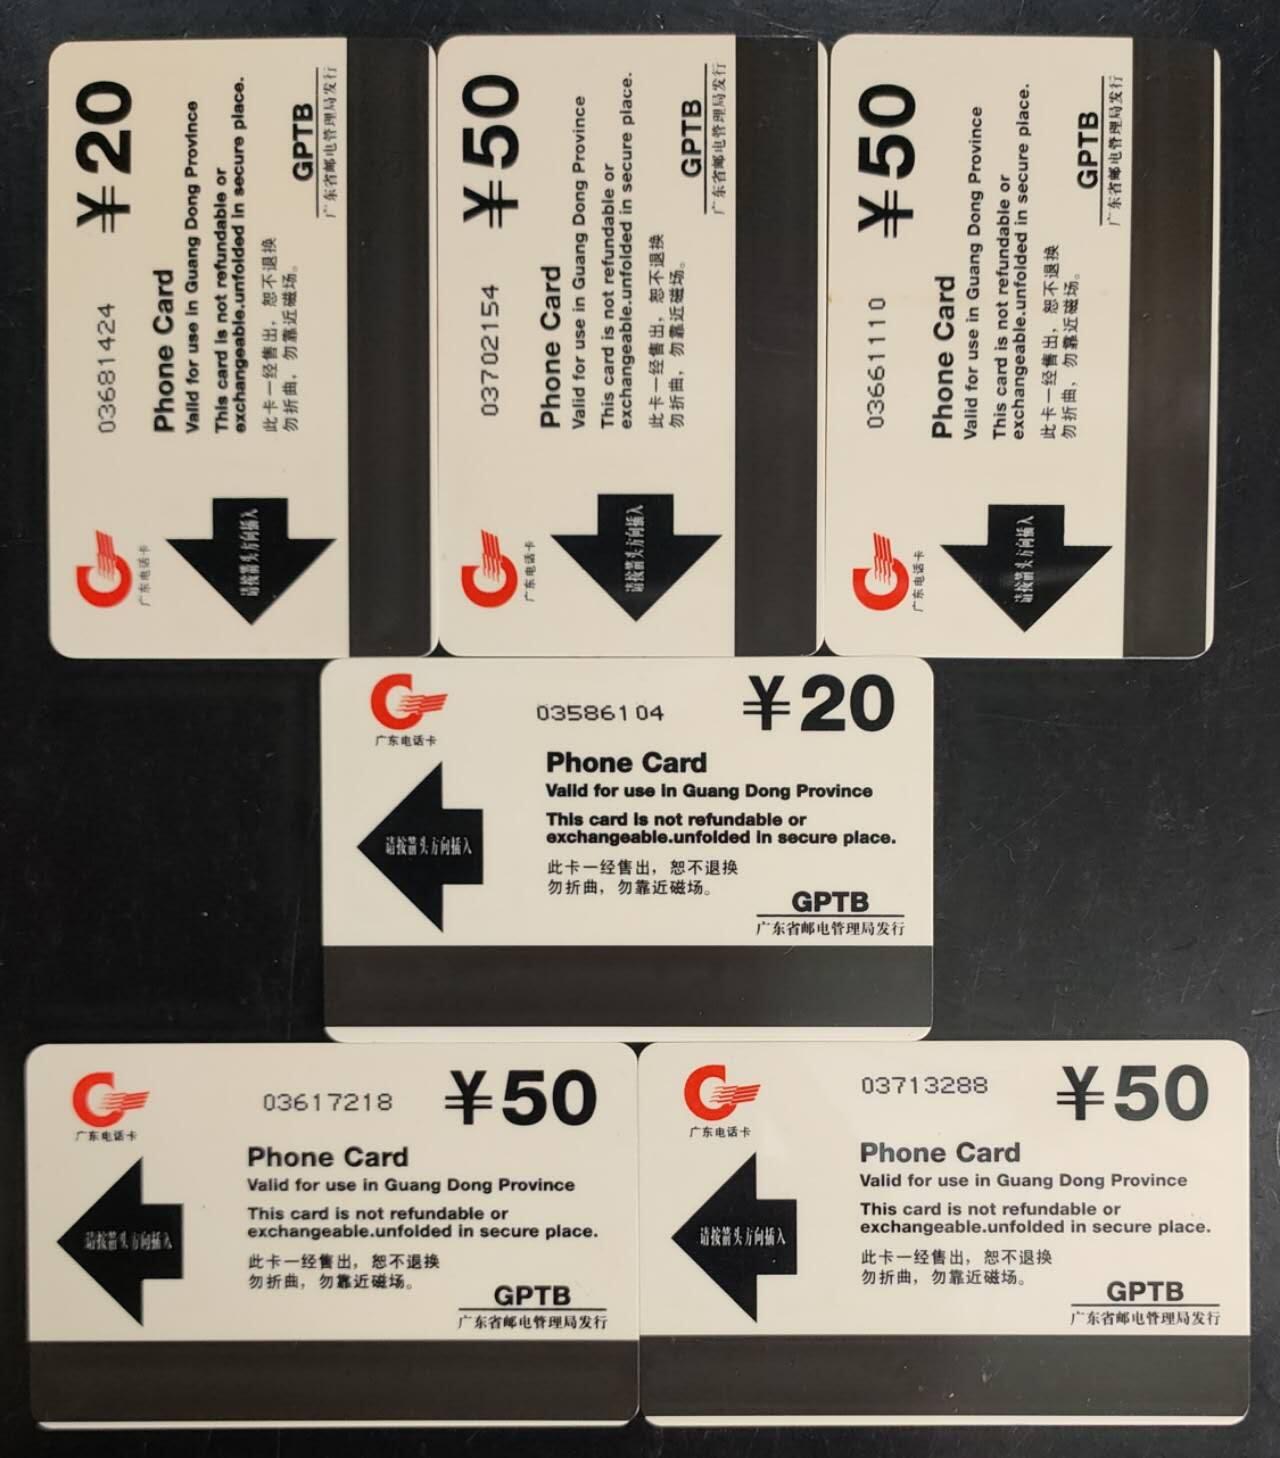 ¥20
03681424
Phone Card
Valid for use in Guang Dong Province
This card is not refundable or
exchangeable.unfolded in secure place.
此卡一经售出，恕不退换
勿折曲，勿靠近磁场。
GPTB
广东省邮电管理局发行
广东电话卡
请按箭头方向插入
¥50
03702154
Phone Card
Valid for use in Guang Dong Province
This card is not refundable or
exchangeable.unfolded in secure place.
此卡一经售出，恕不退换
勿折曲，勿靠近磁场。
GPTB
广东省邮电管理局发行
广东电话卡
请按箭头方向插入
¥50
03661110
Phone Card
Valid for use in Guang Dong Province
This card is not refundable or
exchangeable.unfolded in secure place.
此卡一经售出，恕不退换
勿折曲，勿靠近磁场。
GPTB
广东省邮电管理局发行
广东电话卡
请按箭头方向插入
广东电话卡
03586104
¥20
Phone Card
Valid for use in Guang Dong Province
This card is not refundable or
exchangeable.unfolded in secure place.
请按箭头方向插入
此卡一经售出，恕不退换
勿折曲，勿靠近磁场。
GPTB
广东省邮电管理局发行
广东电话卡
03617218
¥50
Phone Card
Valid for use in Guang Dong Province
This card is not refundable or
exchangeable.unfolded in secure place.
请按箭头方向插入
此卡一经售出，恕不退换
勿折曲，勿靠近磁场。
GPTB
广东省邮电管理局发行
广东电话卡
03713288
¥50
Phone Card
Valid for use in Guang Dong Province
This card is not refundable or
exchangeable.unfolded in secure place.
请按箭头方向插入
此卡一经售出，恕不退换
勿折曲，勿靠近磁场。
GPTB
广东省邮电管理局发行